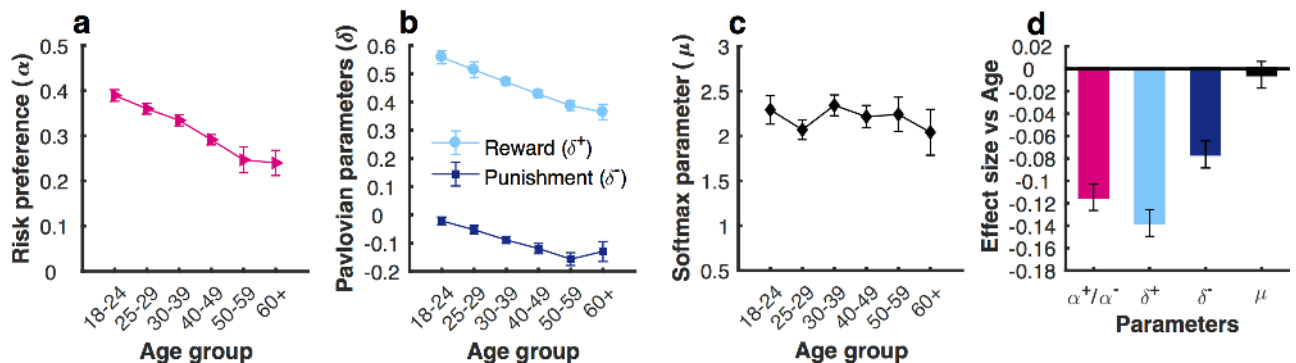 a
Risk preference (α)
0.5
0.4
0.3
0.2
0.1
0
18-24
25-29
30-39
40-49
50-59
60+
Age group
b
Pavlovian parameters (δ)
0.6
0.5
0.4
0.3
0.2
0.1
0
-0.1
-0.2
Reward (δ⁺)
Punishment (δ⁻)
18-24
25-29
30-39
40-49
50-59
60+
Age group
c
Softmax parameter (μ)
3
2.5
2
1.5
1
0.5
18-24
25-29
30-39
40-49
50-59
60+
Age group
d
Effect size vs Age
0.02
0
-0.02
-0.04
-0.06
-0.08
-0.1
-0.12
-0.14
-0.16
-0.18
α⁺/α⁻
δ⁺
δ⁻
μ
Parameters